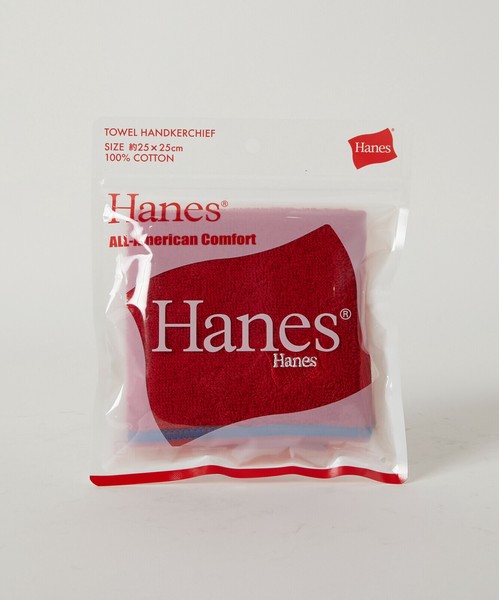 TOWEL HANDKERCHIEF
SIZE 約25×25cm
100% COTTON
Hanes®
Hanes®
ALL-American Comfort
Hanes®
Hanes